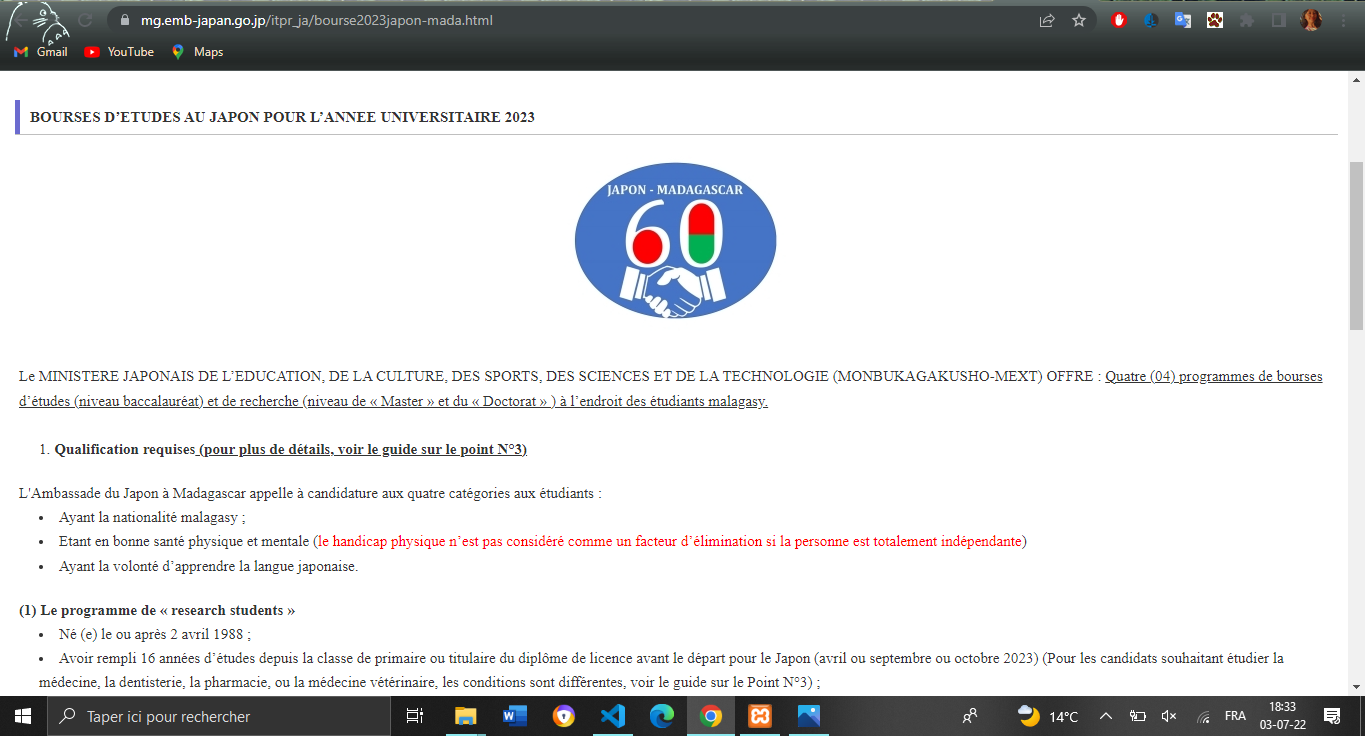 mg.emb-japan.go.jp/itpr_ja/bourse2023japon-mada.html
Gmail YouTube Maps
BOURSES D’ETUDES AU JAPON POUR L’ANNEE UNIVERSITAIRE 2023
JAPON - MADAGASCAR
60
Le MINISTERE JAPONAIS DE L’EDUCATION, DE LA CULTURE, DES SPORTS, DES SCIENCES ET DE LA TECHNOLOGIE (MONBUKAGAKUSHO-MEXT) OFFRE : Quatre (04) programmes de bourses
d’études (niveau baccalauréat) et de recherche (niveau de « Master » et du « Doctorat » ) à l’endroit des étudiants malagasy.
1. Qualification requises (pour plus de détails, voir le guide sur le point N°3)
L'Ambassade du Japon à Madagascar appelle à candidature aux quatre catégories aux étudiants :
• Ayant la nationalité malagasy ;
• Etant en bonne santé physique et mentale (le handicap physique n’est pas considéré comme un facteur d’élimination si la personne est totalement indépendante)
• Ayant la volonté d’apprendre la langue japonaise.
(1) Le programme de « research students »
• Né (e) le ou après 2 avril 1988 ;
• Avoir rempli 16 années d’études depuis la classe de primaire ou titulaire du diplôme de licence avant le départ pour le Japon (avril ou septembre ou octobre 2023) (Pour les candidats souhaitant étudier la
médecine, la dentisterie, la pharmacie, ou la médecine vétérinaire, les conditions sont différentes, voir le guide sur le Point N°3) ;
Taper ici pour rechercher
14°C
FRA
18:33
03-07-22